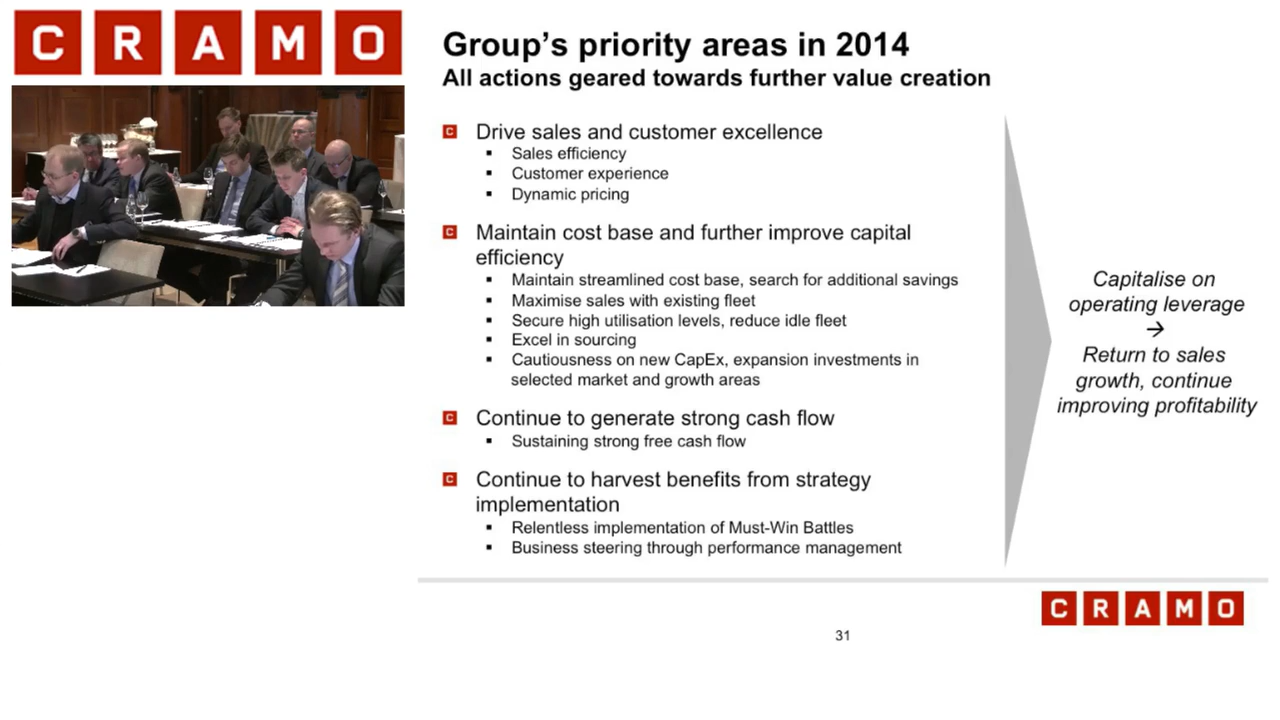 CRAMO
Group's priority areas in 2014
All actions geared towards further value creation
Drive sales and customer excellence
Sales efficiency
Customer experience
Dynamic pricing
Maintain cost base and further improve capital
efficiency
Maintain streamlined cost base, search for additional savings
Maximise sales with existing fleet
Secure high utilisation levels, reduce idle fleet
Excel in sourcing
Cautiousness on new CapEx, expansion investments in
selected market and growth areas
Continue to generate strong cash flow
Sustaining strong free cash flow
Continue to harvest benefits from strategy
implementation
Relentless implementation of Must-Win Battles
Business steering through performance management
Capitalise on
operating leverage
→
Return to sales
growth, continue
improving profitability
CRAMO
31